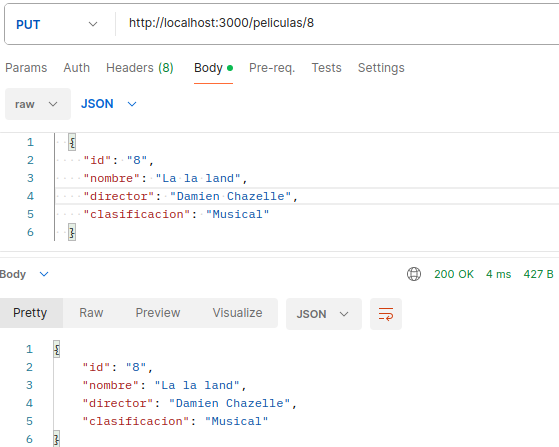 PUT http://localhost:3000/peliculas/8
Params Auth Headers (8) Body Pre-req. Tests Settings
raw JSON
1 {
2 "id": "8",
3 "nombre": "La la land",
4 "director": "Damien Chazelle",
5 "clasificacion": "Musical"
6 }
Body 200 OK 4 ms 427 B
Pretty Raw Preview Visualize JSON
1 {
2 "id": "8",
3 "nombre": "La la land",
4 "director": "Damien Chazelle",
5 "clasificacion": "Musical"
6 }